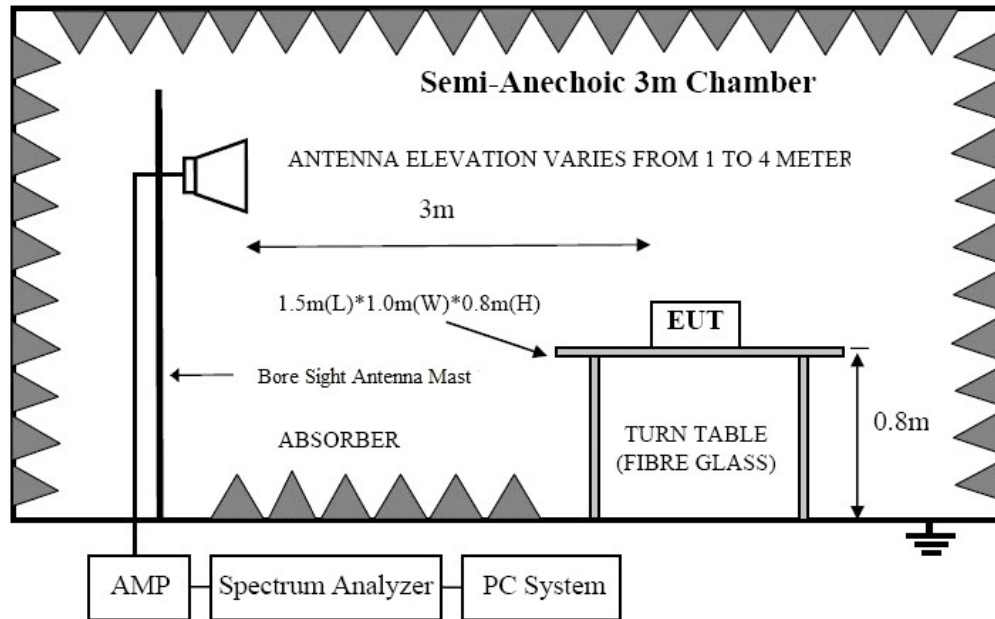 Semi-Anechoic 3m Chamber
ANTENNA ELEVATION VARIES FROM 1 TO 4 METER
3m
1.5m(L)*1.0m(W)*0.8m(H)
EUT
Bore Sight Antenna Mast
0.8m
ABSORBER
TURN TABLE
(FIBRE GLASS)
AMP
Spectrum Analyzer
PC System